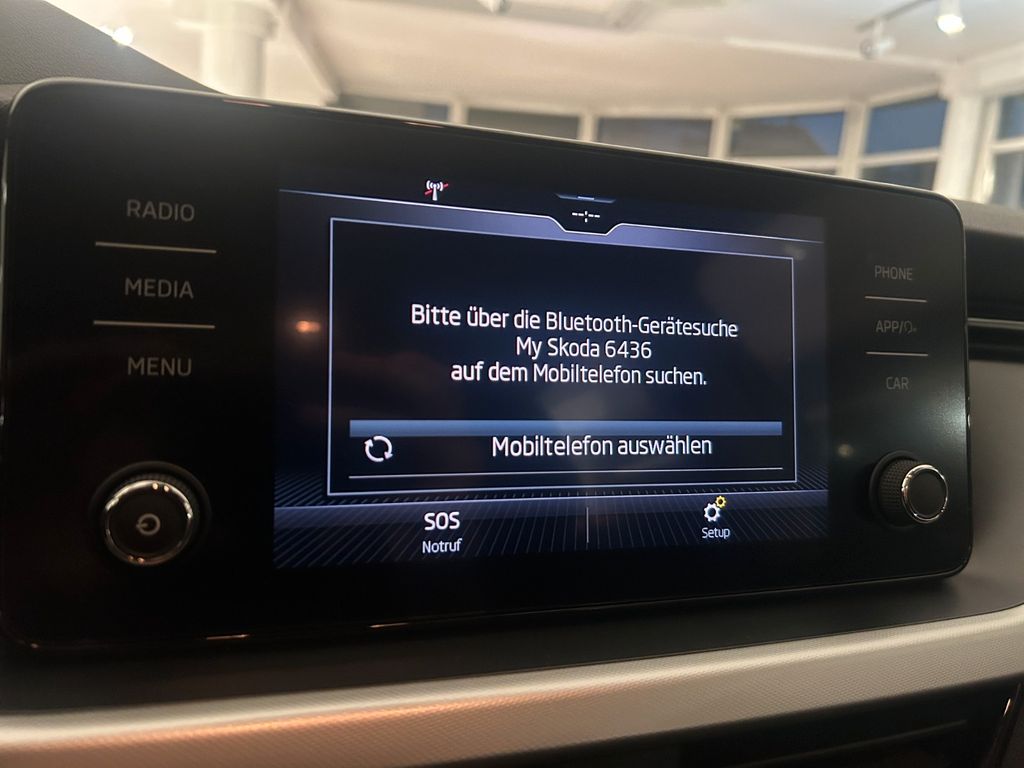 RADIO
MEDIA
MENU
Bitte über die Bluetooth-Gerätesuche
My Skoda 6436
auf dem Mobiltelefon suchen.
Mobiltelefon auswählen
SOS
Notruf
Setup
PHONE
APP/
CAR